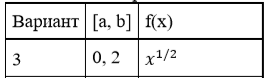 Вариант [a, b] f(x)
3 0, 2 x^{1/2}